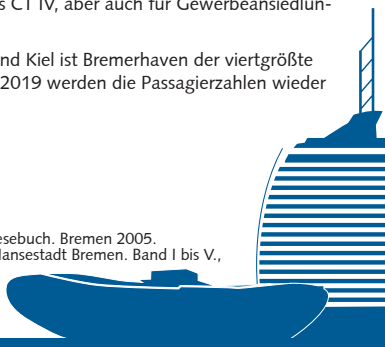 s CT IV, aber auch für Gewerbeansiedlun-
nd Kiel ist Bremerhaven der viertgrößte
2019 werden die Passagierzahlen wieder
esebuch. Bremen 2005.
Hansestadt Bremen. Band I bis V.,